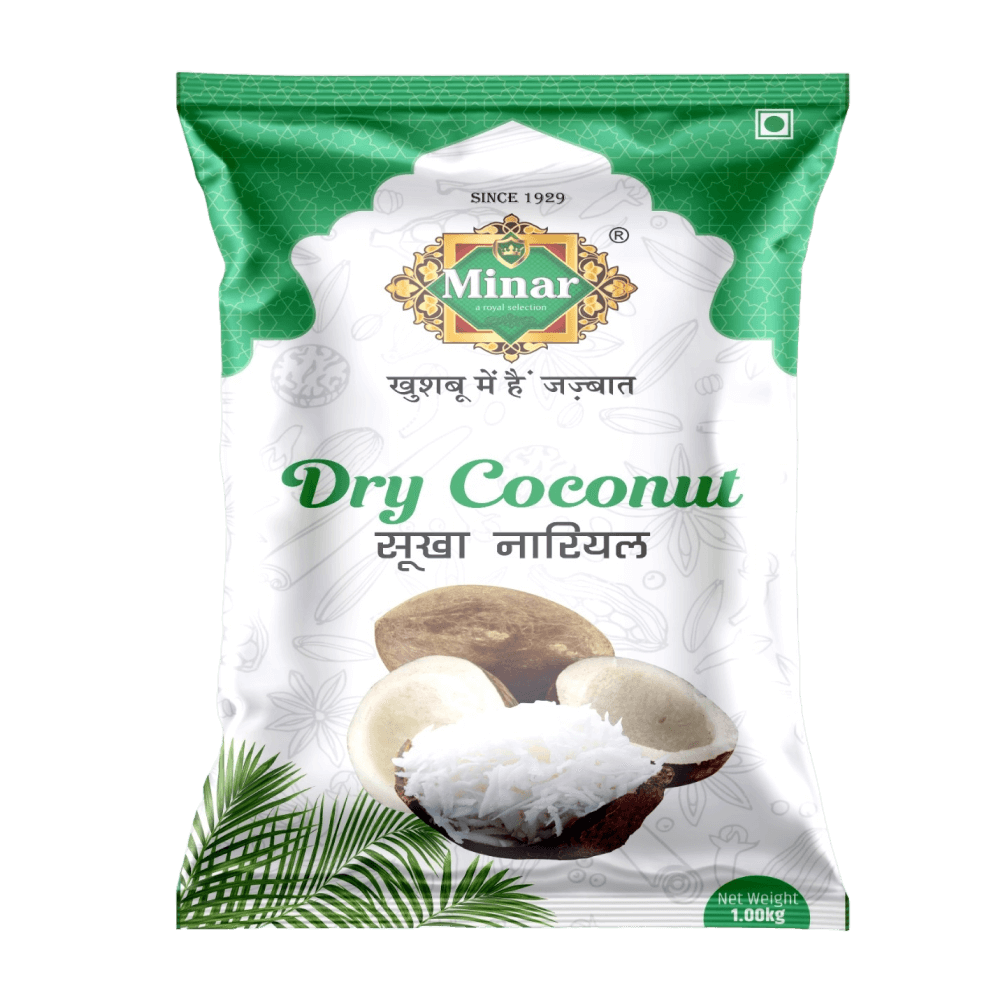 SINCE 1929
®
Minar
a royal selection
खुशबू में हैं जज़्बात
Dry Coconut
सूखा नारियल
Net Weight
1.00kg